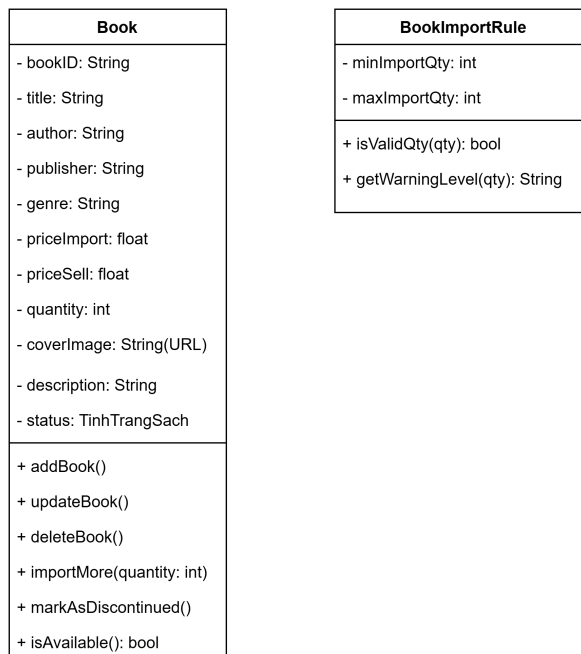 Book
- bookID: String
- title: String
- author: String
- publisher: String
- genre: String
- priceImport: float
- priceSell: float
- quantity: int
- coverImage: String(URL)
- description: String
- status: TinhTrangSach
+ addBook()
+ updateBook()
+ deleteBook()
+ importMore(quantity: int)
+ markAsDiscontinued()
+ isAvailable(): bool
BookImportRule
- minImportQty: int
- maxImportQty: int
+ isValidQty(qty): bool
+ getWarningLevel(qty): String